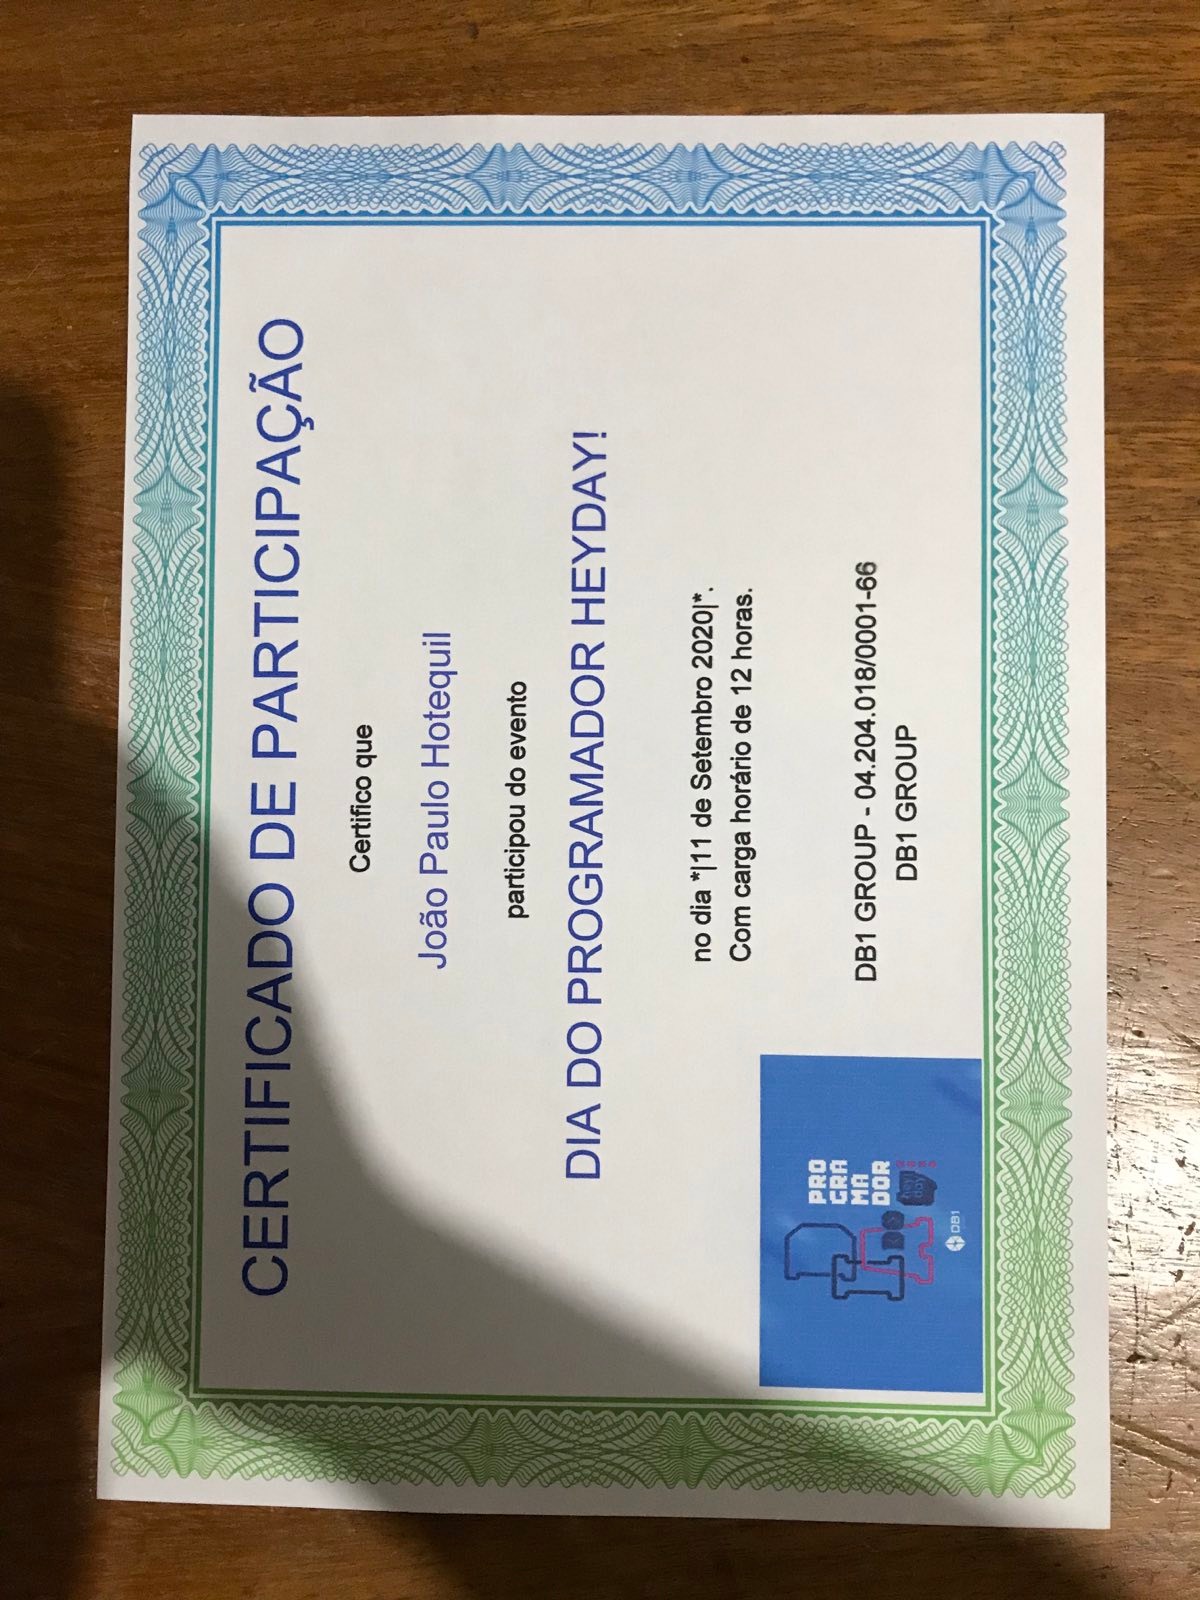 CERTIFICADO DE PARTICIPAÇÃO
Certifico que
João Paulo Hotequil
participou do evento
DIA DO PROGRAMADOR HEYDAY!
no dia *|11 de Setembro 2020|*.
Com carga horário de 12 horas.
DIA
DO
PRO
GRA
MA
DOR
hey!
day
DB1
DB1 GROUP - 04.204.018/0001-66
DB1 GROUP